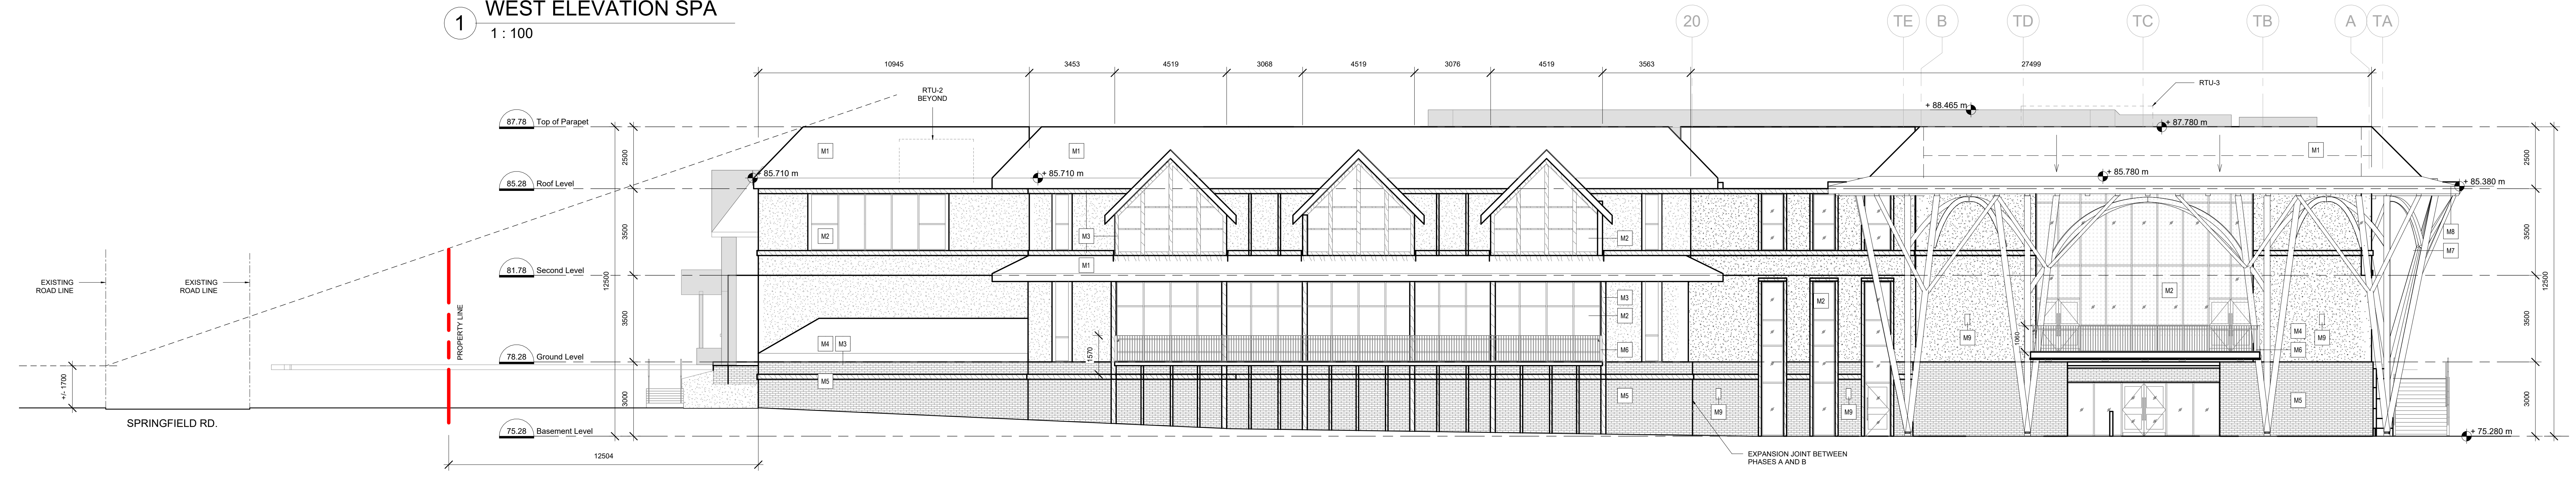 1
WEST ELEVATION SPA
1 : 100
20
TE
B
TD
TC
TB
A
TA
10945
3453
4519
3068
4519
3076
4519
3563
27499
RTU-2
BEYOND
RTU-3
87.78
Top of Parapet
+ 88.465 m
+ 87.780 m
2500
2500
M1
M1
M1
85.28
Roof Level
+ 85.710 m
+ 85.710 m
+ 85.780 m
+ 85.380 m
3500
3500
M2
M3
M2
M8
M7
M1
81.78
Second Level
12500
12500
EXISTING
ROAD LINE
EXISTING
ROAD LINE
PROPERTY LINE
3500
3500
M3
M2
M2
M2
M4
M3
1570
M6
M9
1060
M4
M6
M9
78.28
Ground Level
+/- 1700
M5
M5
M9
M9
M5
3000
3000
SPRINGFIELD RD.
75.28
Basement Level
+ 75.280 m
12504
EXPANSION JOINT BETWEEN
PHASES A AND B